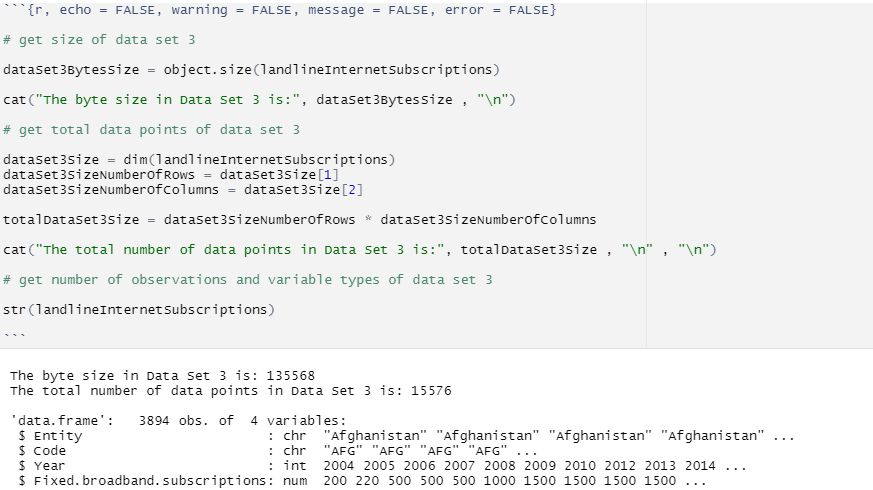 ```{r, echo = FALSE, warning = FALSE, message = FALSE, error = FALSE}
# get size of data set 3
dataSet3BytesSize = object.size(landlineInternetSubscriptions)
cat("The byte size in Data Set 3 is:", dataSet3BytesSize , "\n")
# get total data points of data set 3
dataSet3Size = dim(landlineInternetSubscriptions)
dataSet3SizeNumberOfRows = dataSet3Size[1]
dataSet3SizeNumberOfColumns = dataSet3Size[2]
totalDataSet3Size = dataSet3SizeNumberOfRows * dataSet3SizeNumberOfColumns
cat("The total number of data points in Data Set 3 is:", totalDataSet3Size , "\n" , "\n")
# get number of observations and variable types of data set 3
str(landlineInternetSubscriptions)
```
The byte size in Data Set 3 is: 135568
The total number of data points in Data Set 3 is: 15576
'data.frame':   3894 obs. of  4 variables:
$ Entity                       : chr  "Afghanistan" "Afghanistan" "Afghanistan" "Afghanistan" ...
$ Code                         : chr  "AFG" "AFG" "AFG" "AFG" ...
$ Year                         : int  2004 2005 2006 2007 2008 2009 2010 2012 2013 2014 ...
$ Fixed.broadband.subscriptions: num  200 220 500 500 500 1000 1500 1500 1500 1500 ...